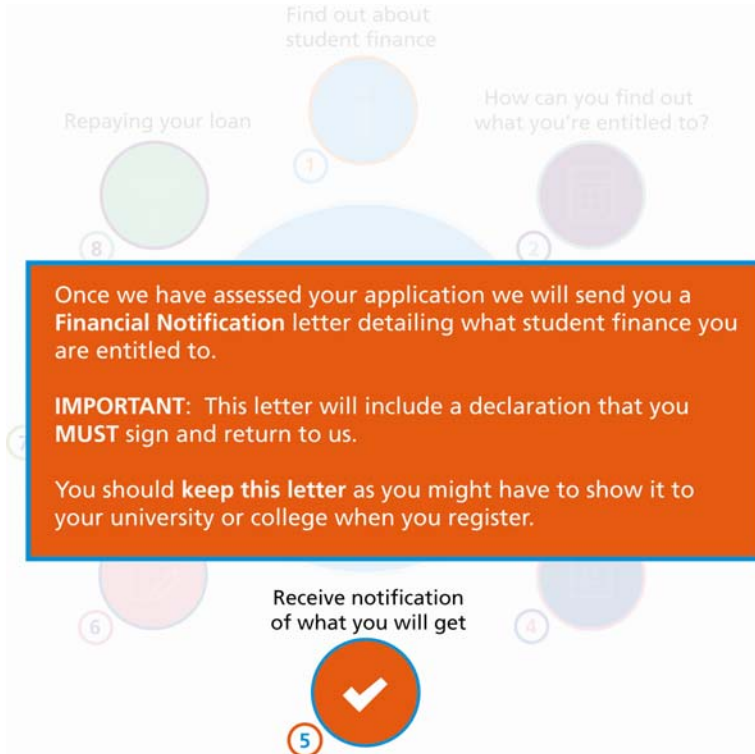 Find out about
student finance
How can you find out
what you're entitled to?
Repaying your loan
1
2
8
Once we have assessed your application we will send you a
Financial Notification letter detailing what student finance you
are entitled to.
IMPORTANT: This letter will include a declaration that you
MUST sign and return to us.
You should keep this letter as you might have to show it to
your university or college when you register.
7
6
4
Receive notification
of what you will get
5